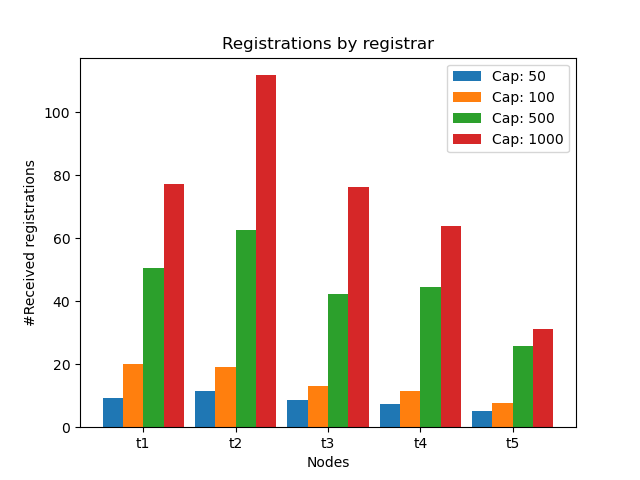 Registrations by registrar
Cap: 50
Cap: 100
Cap: 500
Cap: 1000
#Received registrations
100
80
60
40
20
0
t1 t2 t3 t4 t5
Nodes